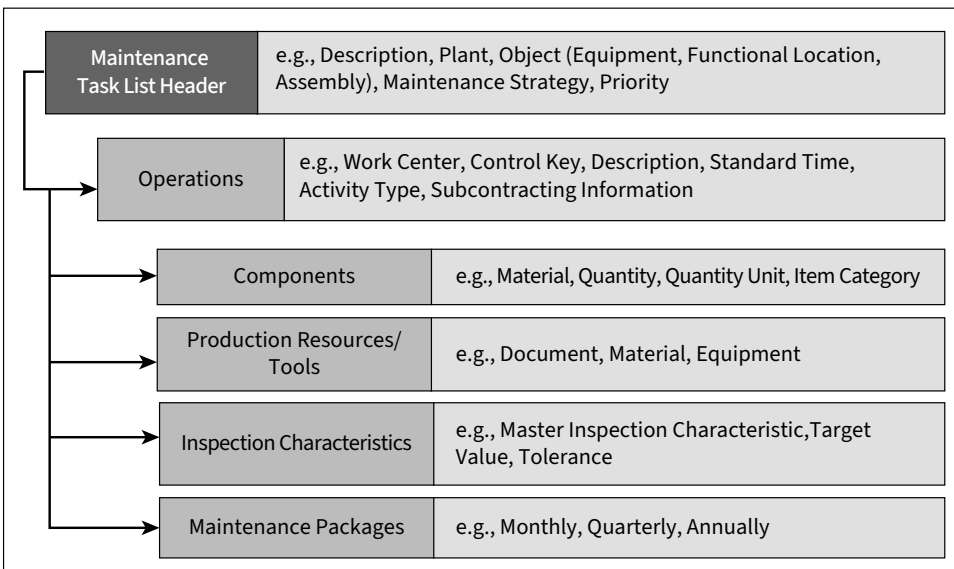 Maintenance
Task List Header
e.g., Description, Plant, Object (Equipment, Functional Location,
Assembly), Maintenance Strategy, Priority
Operations
e.g., Work Center, Control Key, Description, Standard Time,
Activity Type, Subcontracting Information
Components
e.g., Material, Quantity, Quantity Unit, Item Category
Production Resources/
Tools
e.g., Document, Material, Equipment
Inspection Characteristics
e.g., Master Inspection Characteristic,Target
Value, Tolerance
Maintenance Packages
e.g., Monthly, Quarterly, Annually